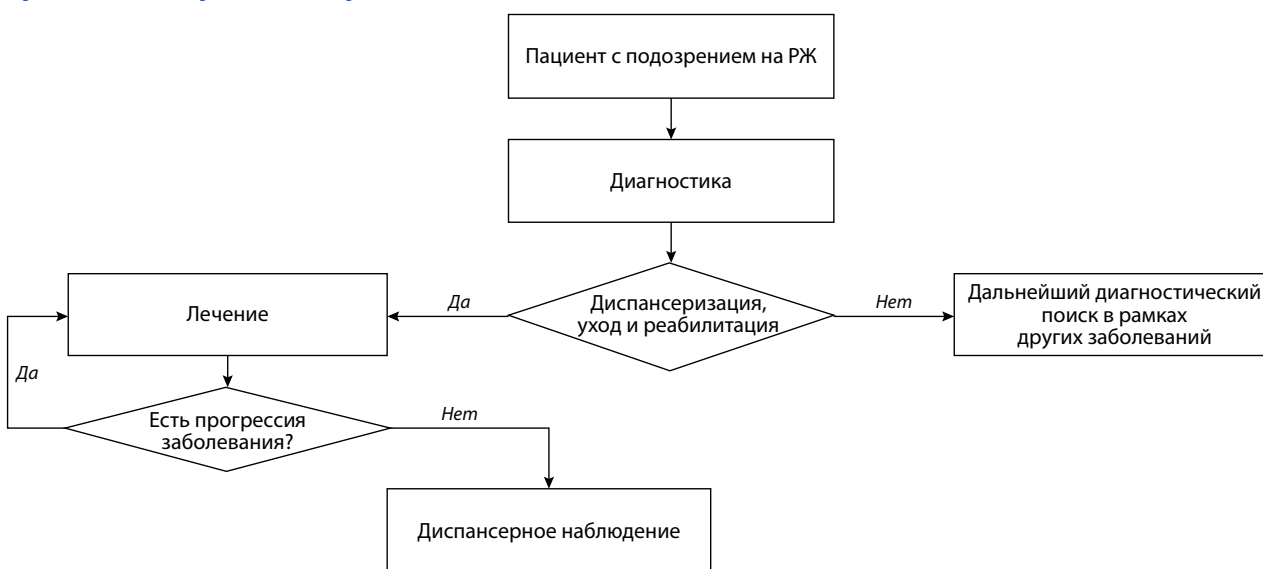 Пациент с подозрением на РЖ
Диагностика
Диспансеризация,
уход и реабилитация
Да
Нет
Лечение
Дальнейший диагностический
поиск в рамках
других заболеваний
Да
Есть прогрессия
заболевания?
Нет
Диспансерное наблюдение